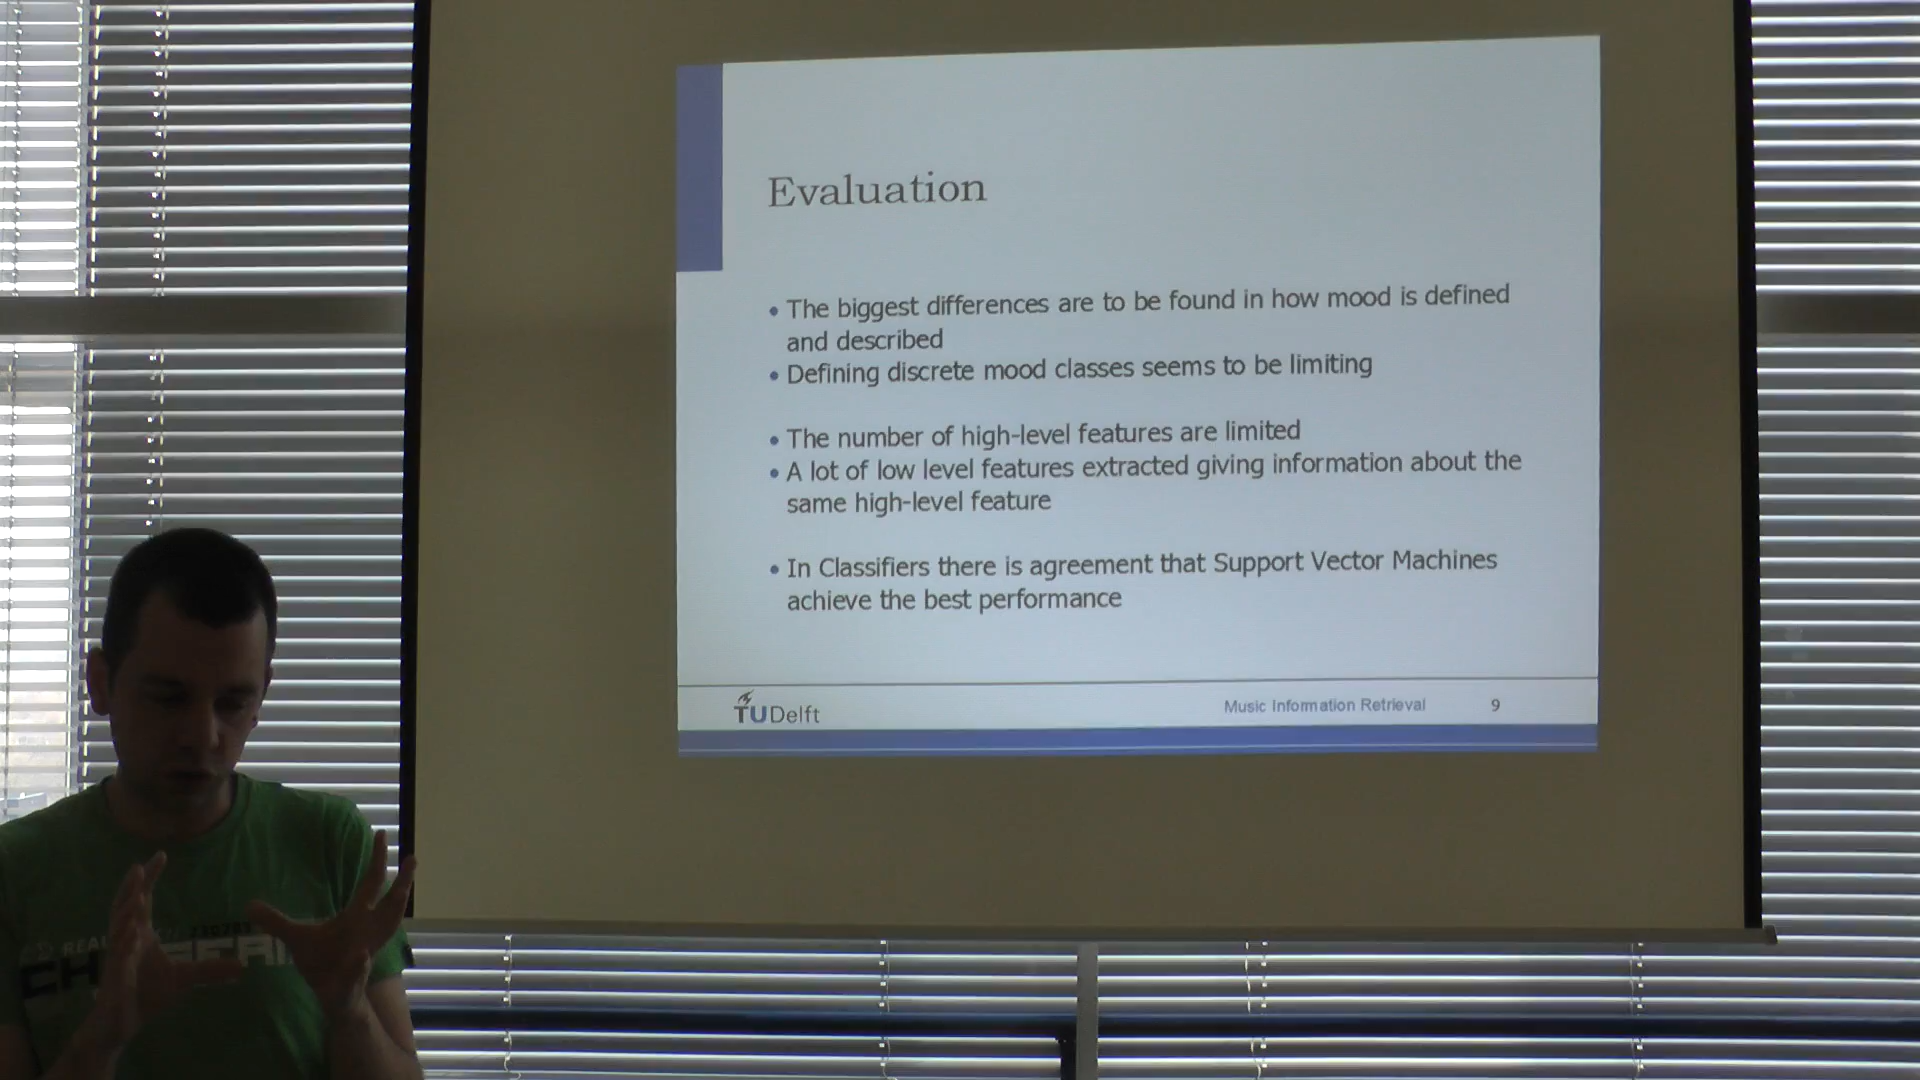 Evaluation
• The biggest differences are to be found in how mood is defined
and described
• Defining discrete mood classes seems to be limiting
• The number of high-level features are limited
• A lot of low level features extracted giving information about the
same high-level feature
• In Classifiers there is agreement that Support Vector Machines
achieve the best performance
TUDelft
Music Information Retrieval 9